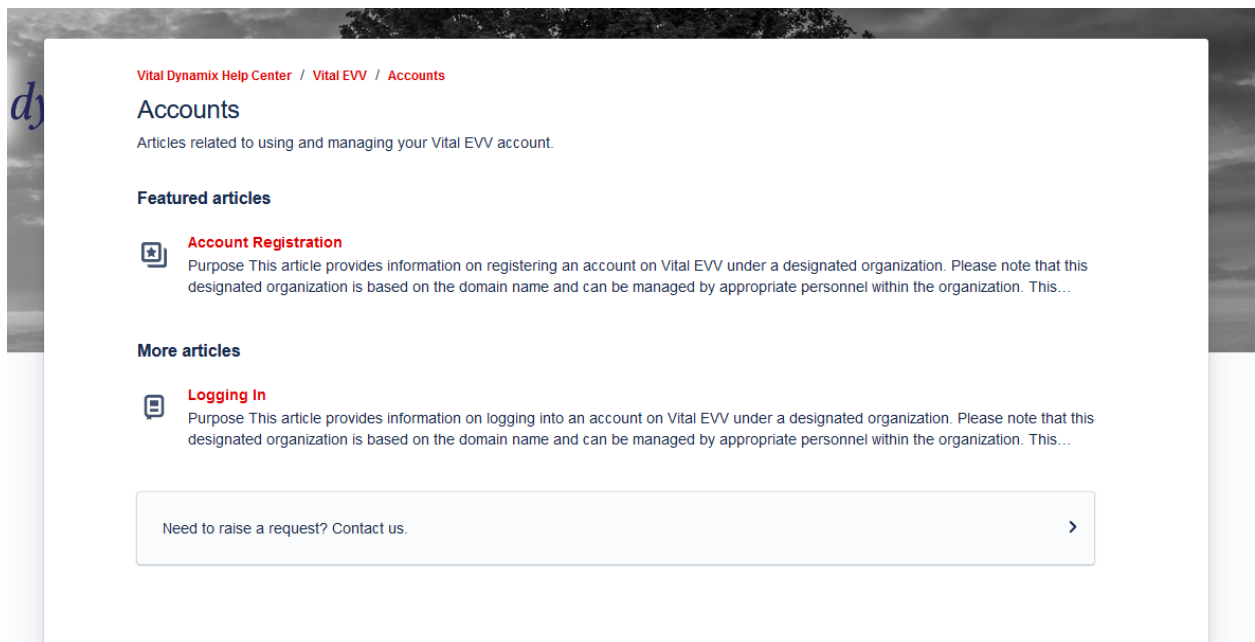 Vital Dynamix Help Center / Vital EVV / Accounts
dy
Accounts
Articles related to using and managing your Vital EVV account.
Featured articles
Account Registration
Purpose This article provides information on registering an account on Vital EVV under a designated organization. Please note that this
designated organization is based on the domain name and can be managed by appropriate personnel within the organization. This…
More articles
Logging In
Purpose This article provides information on logging into an account on Vital EVV under a designated organization. Please note that this
designated organization is based on the domain name and can be managed by appropriate personnel within the organization. This…
Need to raise a request? Contact us.